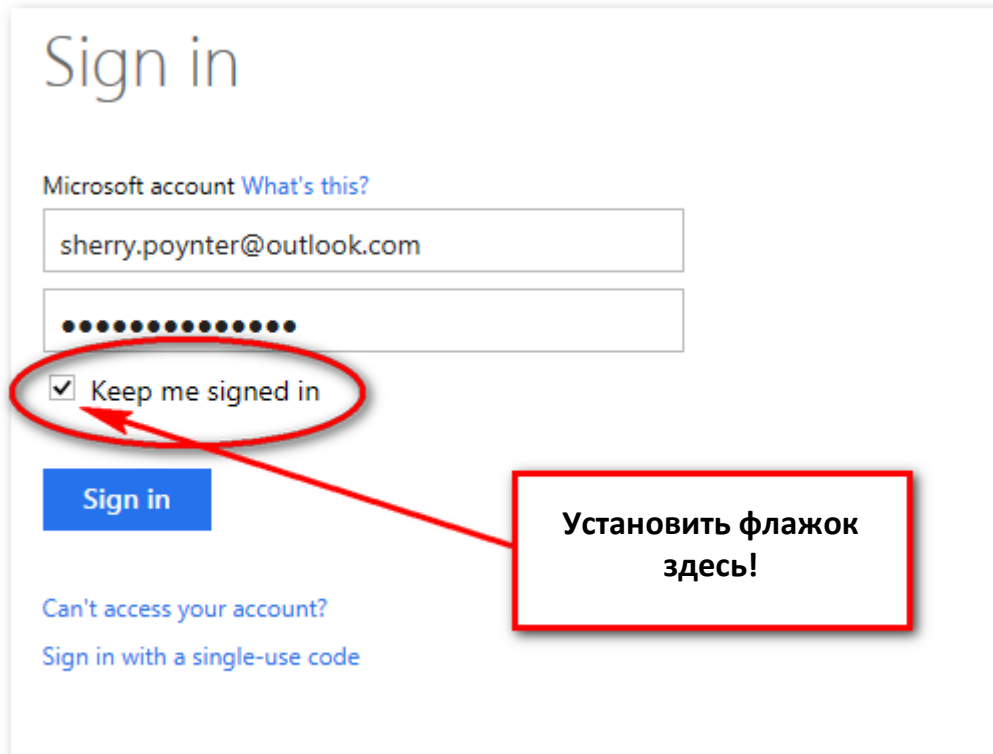 Sign in
Microsoft account What's this?
sherry.poynter@outlook.com
••••••••••••••
Keep me signed in
Sign in
Установить флажок
здесь!
Can't access your account?
Sign in with a single-use code